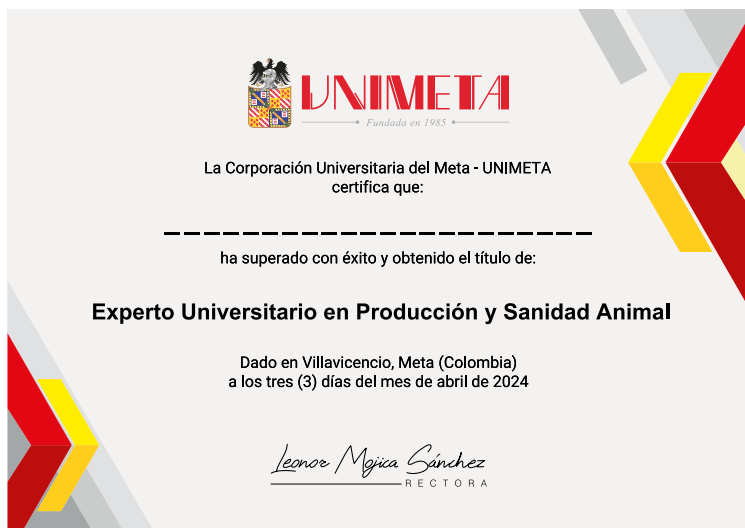 UNIMETA
Fundada en 1985
La Corporación Universitaria del Meta - UNIMETA
certifica que:
ha superado con éxito y obtenido el título de:
Experto Universitario en Producción y Sanidad Animal
Dado en Villavicencio, Meta (Colombia)
a los tres (3) días del mes de abril de 2024
Leonor Mojica Sánchez
RECTORA